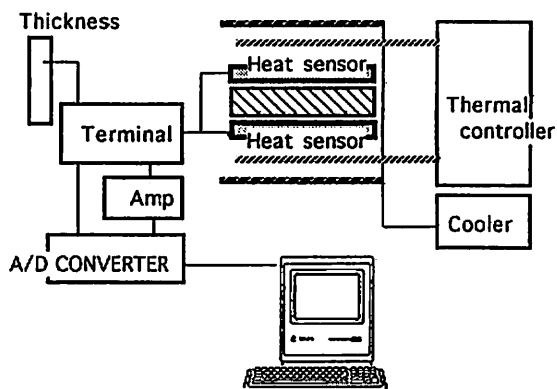 Thickness
Heat sensor
Terminal
Heat sensor
Thermal
controller
Amp
Cooler
A/D CONVERTER